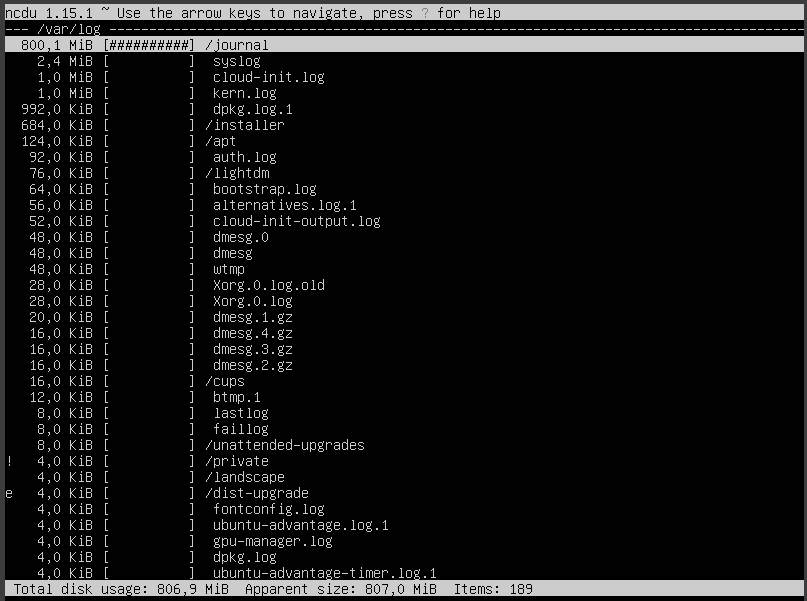 ncdu 1.15.1 ~ Use the arrow keys to navigate, press ? for help
--- /var/log ----------------------------------------------------------------------------------------
  800,1 MiB [##########] /journal
    2,4 MiB [          ]  syslog
    1,0 MiB [          ]  cloud-init.log
    1,0 MiB [          ]  kern.log
  992,0 KiB [          ]  dpkg.log.1
  684,0 KiB [          ] /installer
  124,0 KiB [          ] /apt
   92,0 KiB [          ]  auth.log
   76,0 KiB [          ] /lightdm
   64,0 KiB [          ]  bootstrap.log
   56,0 KiB [          ]  alternatives.log.1
   52,0 KiB [          ]  cloud-init-output.log
   48,0 KiB [          ]  dmesg.0
   48,0 KiB [          ]  dmesg
   48,0 KiB [          ]  wtmp
   28,0 KiB [          ]  Xorg.0.log.old
   28,0 KiB [          ]  Xorg.0.log
   20,0 KiB [          ]  dmesg.1.gz
   16,0 KiB [          ]  dmesg.4.gz
   16,0 KiB [          ]  dmesg.3.gz
   16,0 KiB [          ]  dmesg.2.gz
   16,0 KiB [          ] /cups
   12,0 KiB [          ]  btmp.1
    8,0 KiB [          ]  lastlog
    8,0 KiB [          ]  faillog
    8,0 KiB [          ] /unattended-upgrades
!   4,0 KiB [          ] /private
    4,0 KiB [          ] /landscape
e   4,0 KiB [          ] /dist-upgrade
    4,0 KiB [          ]  fontconfig.log
    4,0 KiB [          ]  ubuntu-advantage.log.1
    4,0 KiB [          ]  gpu-manager.log
    4,0 KiB [          ]  dpkg.log
    4,0 KiB [          ]  ubuntu-advantage-timer.log.1
 Total disk usage: 806,9 MiB  Apparent size: 807,0 MiB  Items: 189